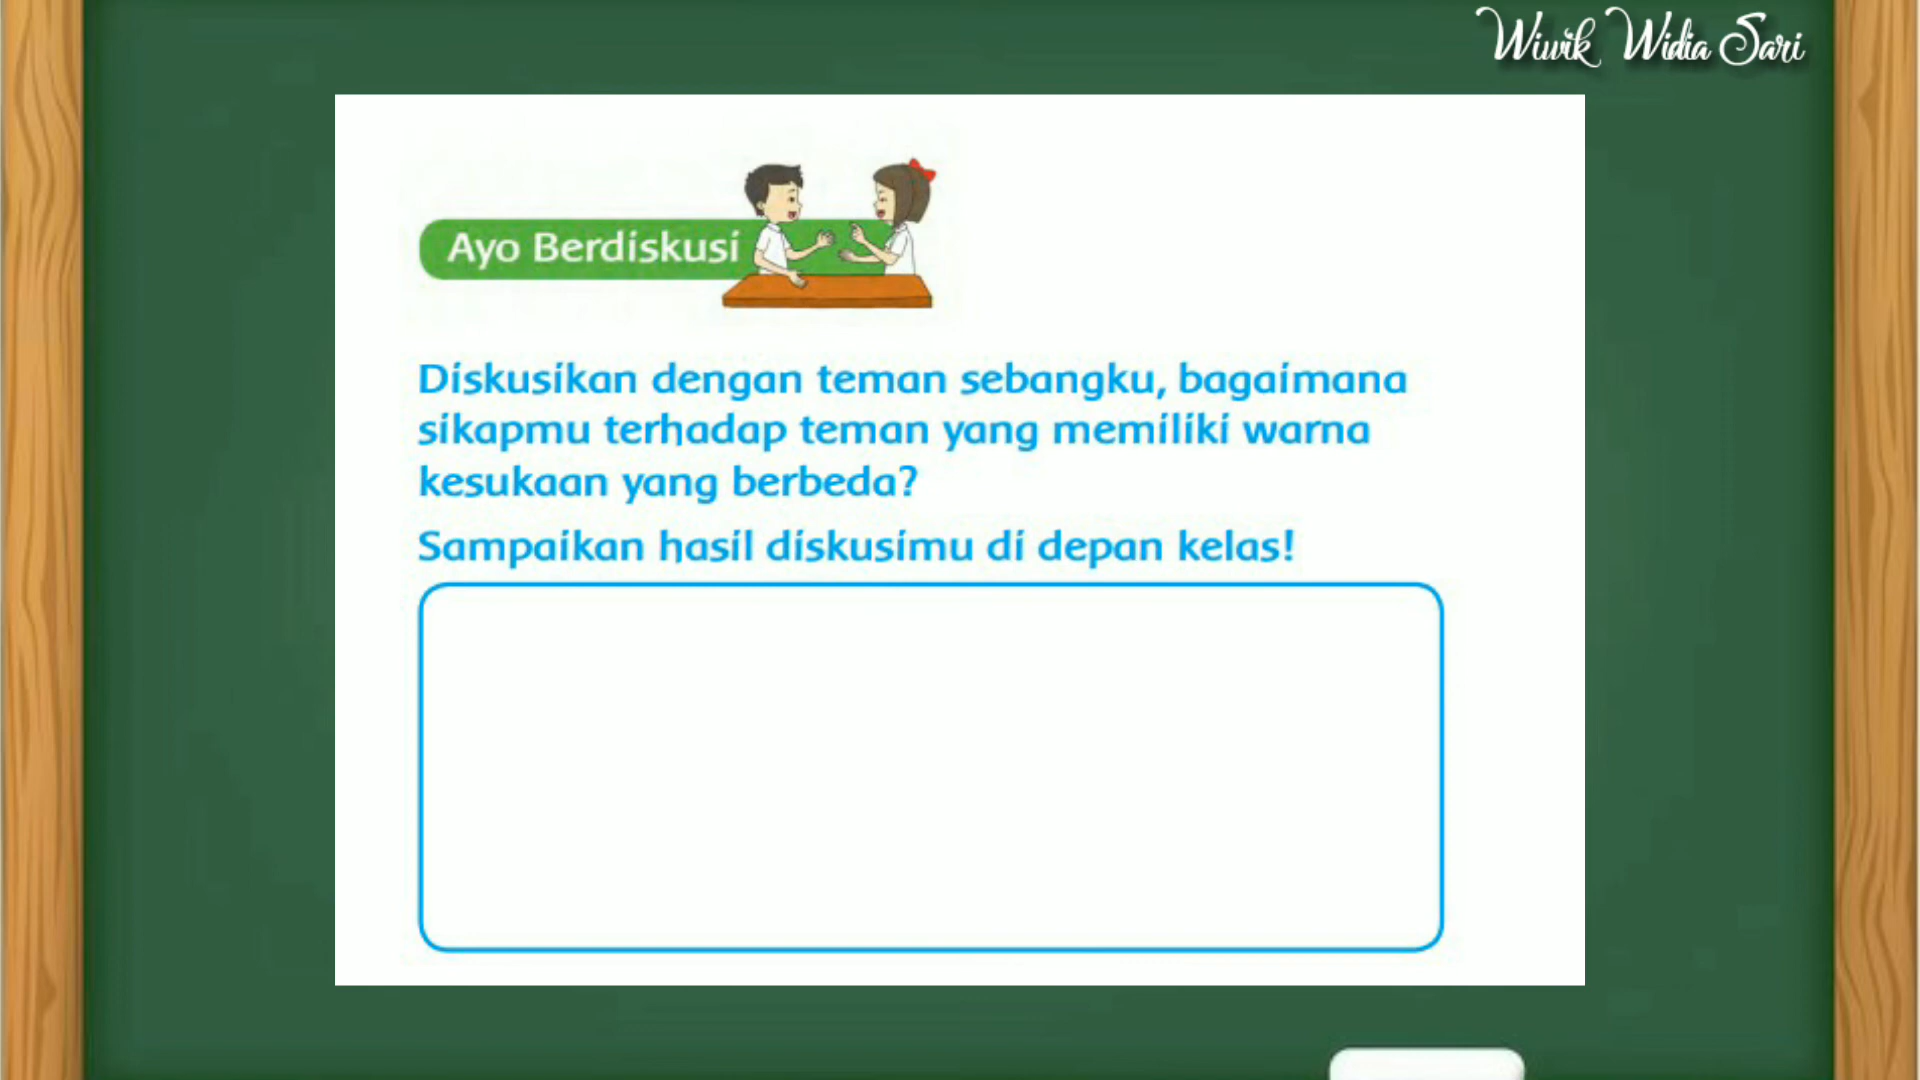 Wiwik Widia Sari
Ayo Berdiskusi
Diskusikan dengan teman sebangku, bagaimana
sikapmu terhadap teman yang memiliki warna
kesukaan yang berbeda?
Sampaikan hasil diskusimu di depan kelas!